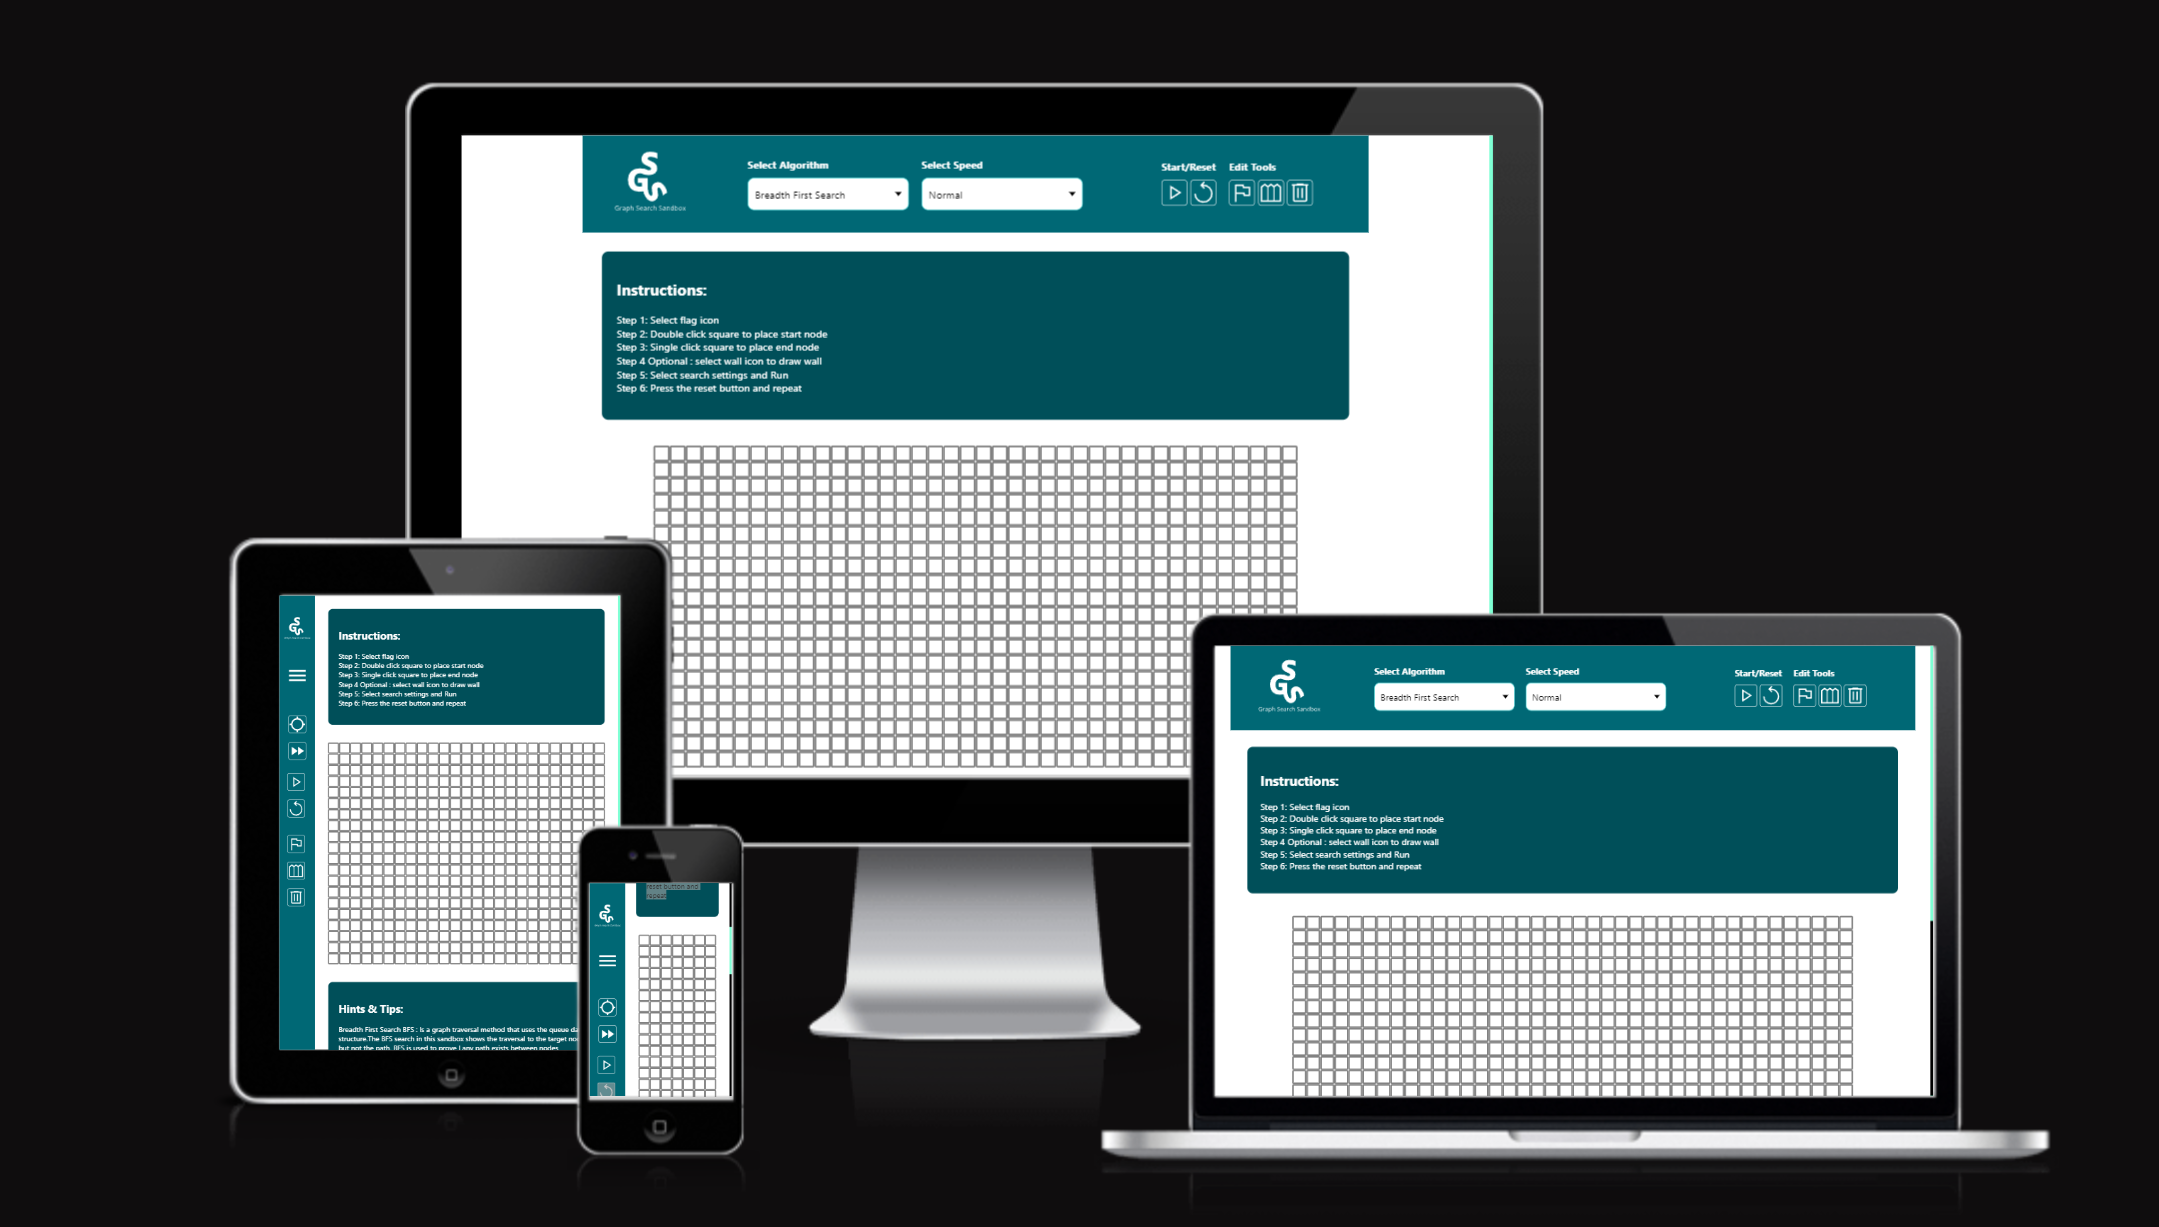 SGS
Graph Search Sandbox
Select Algorithm
Breadth First Search
Select Speed
Normal
Start/Reset
Edit Tools
Instructions:
Step 1: Select flag icon
Step 2: Double click square to place start node
Step 3: Single click square to place end node
Step 4 Optional : select wall icon to draw wall
Step 5: Select search settings and Run
Step 6: Press the reset button and repeat
SGS
Instructions:
Step 1: Select flag icon
Step 2: Double click square to place start node
Step 3: Single click square to place end node
Step 4 Optional : select wall icon to draw wall
Step 5: Select search settings and Run
Step 6: Press the reset button and repeat
Hints & Tips:
Breadth First Search BFS : Is a graph traversal method that uses the queue da
structure.The BFS search in this sandbox shows the traversal to the target no
but not the path. BFS is used to prove
reset button and
repeat
SGS
SGS
Graph Search Sandbox
Select Algorithm
Breadth First Search
Select Speed
Normal
Start/Reset
Edit Tools
Instructions:
Step 1: Select flag icon
Step 2: Double click square to place start node
Step 3: Single click square to place end node
Step 4 Optional : select wall icon to draw wall
Step 5: Select search settings and Run
Step 6: Press the reset button and repeat